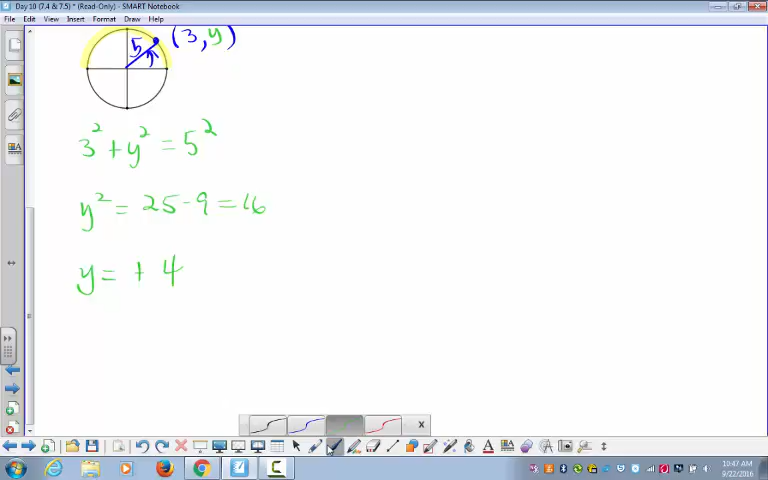 Day 10 (7.4 & 7.5) * (Read-Only) - SMART Notebook
File Edit View Insert Format Draw Help
5 (3, y)
3² + y² = 5²
y² = 25 - 9 = 16
y = + 4
10:47 AM
9/22/2016